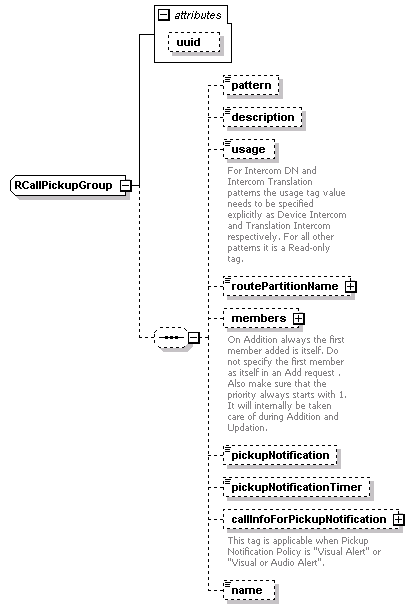 attributes
uuid
pattern
description
usage
For Intercom DN and
Intercom Translation
patterns the usage tag value
needs to be specified
explicitly as Device Intercom
and Translation Intercom
respectively. For all other
patterns it is a Read-only
tag.
RCallPickupGroup
routePartitionName
members
On Addition always the first
member added is itself. Do
not specify the first member
as itself in an Add request .
Also make sure that the
priority always starts with 1.
It will internally be taken
care of during Addition and
Updation.
pickupNotification
pickupNotificationTimer
callInfoForPickupNotification
This tag is applicable when Pickup
Notification Policy is "Visual Alert" or
"Visual or Audio Alert".
name